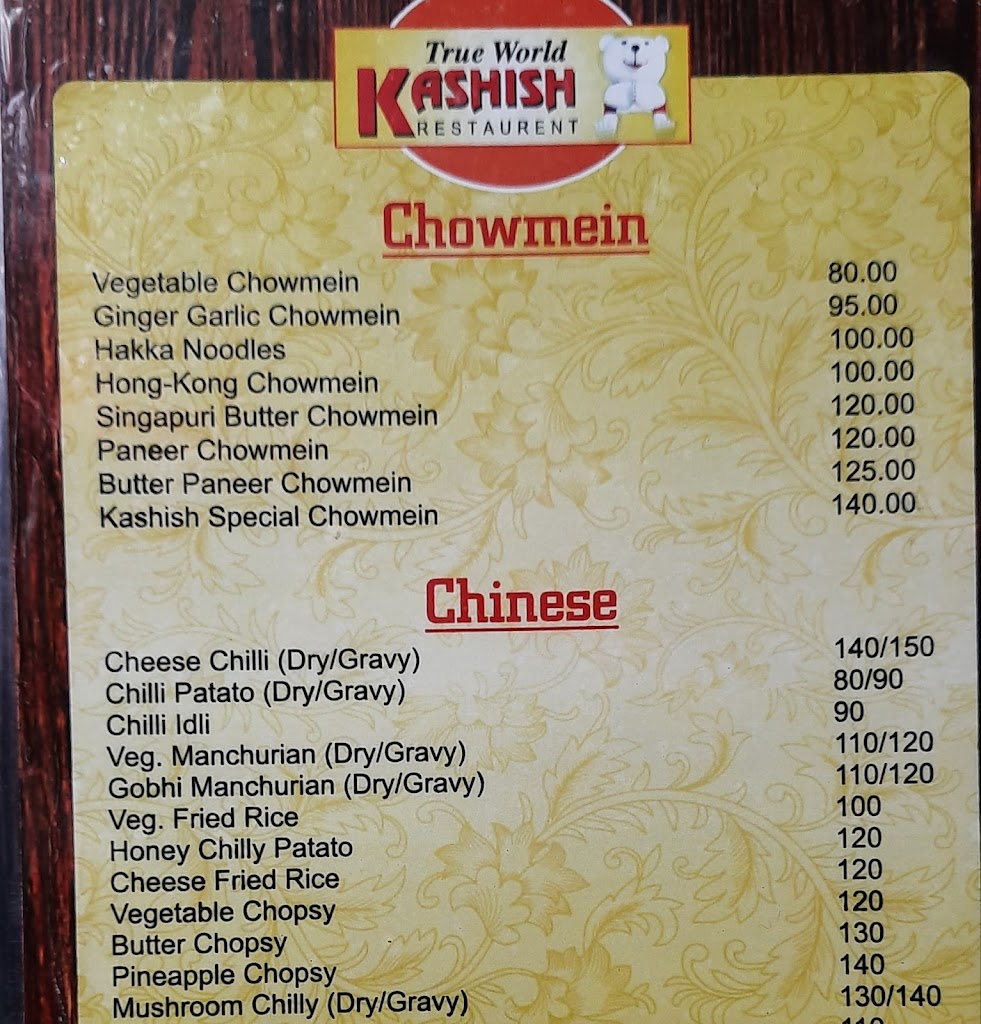 True World
KASHISH
RESTAURENT
Chowmein
Vegetable Chowmein 80.00
Ginger Garlic Chowmein 95.00
Hakka Noodles 100.00
Hong-Kong Chowmein 100.00
Singapuri Butter Chowmein 120.00
Paneer Chowmein 120.00
Butter Paneer Chowmein 125.00
Kashish Special Chowmein 140.00
Chinese
Cheese Chilli (Dry/Gravy) 140/150
Chilli Patato (Dry/Gravy) 80/90
Chilli Idli 90
Veg. Manchurian (Dry/Gravy) 110/120
Gobhi Manchurian (Dry/Gravy) 110/120
Veg. Fried Rice 100
Honey Chilly Patato 120
Cheese Fried Rice 120
Vegetable Chopsy 120
Butter Chopsy 130
Pineapple Chopsy 140
Mushroom Chilly (Dry/Gravy) 130/140